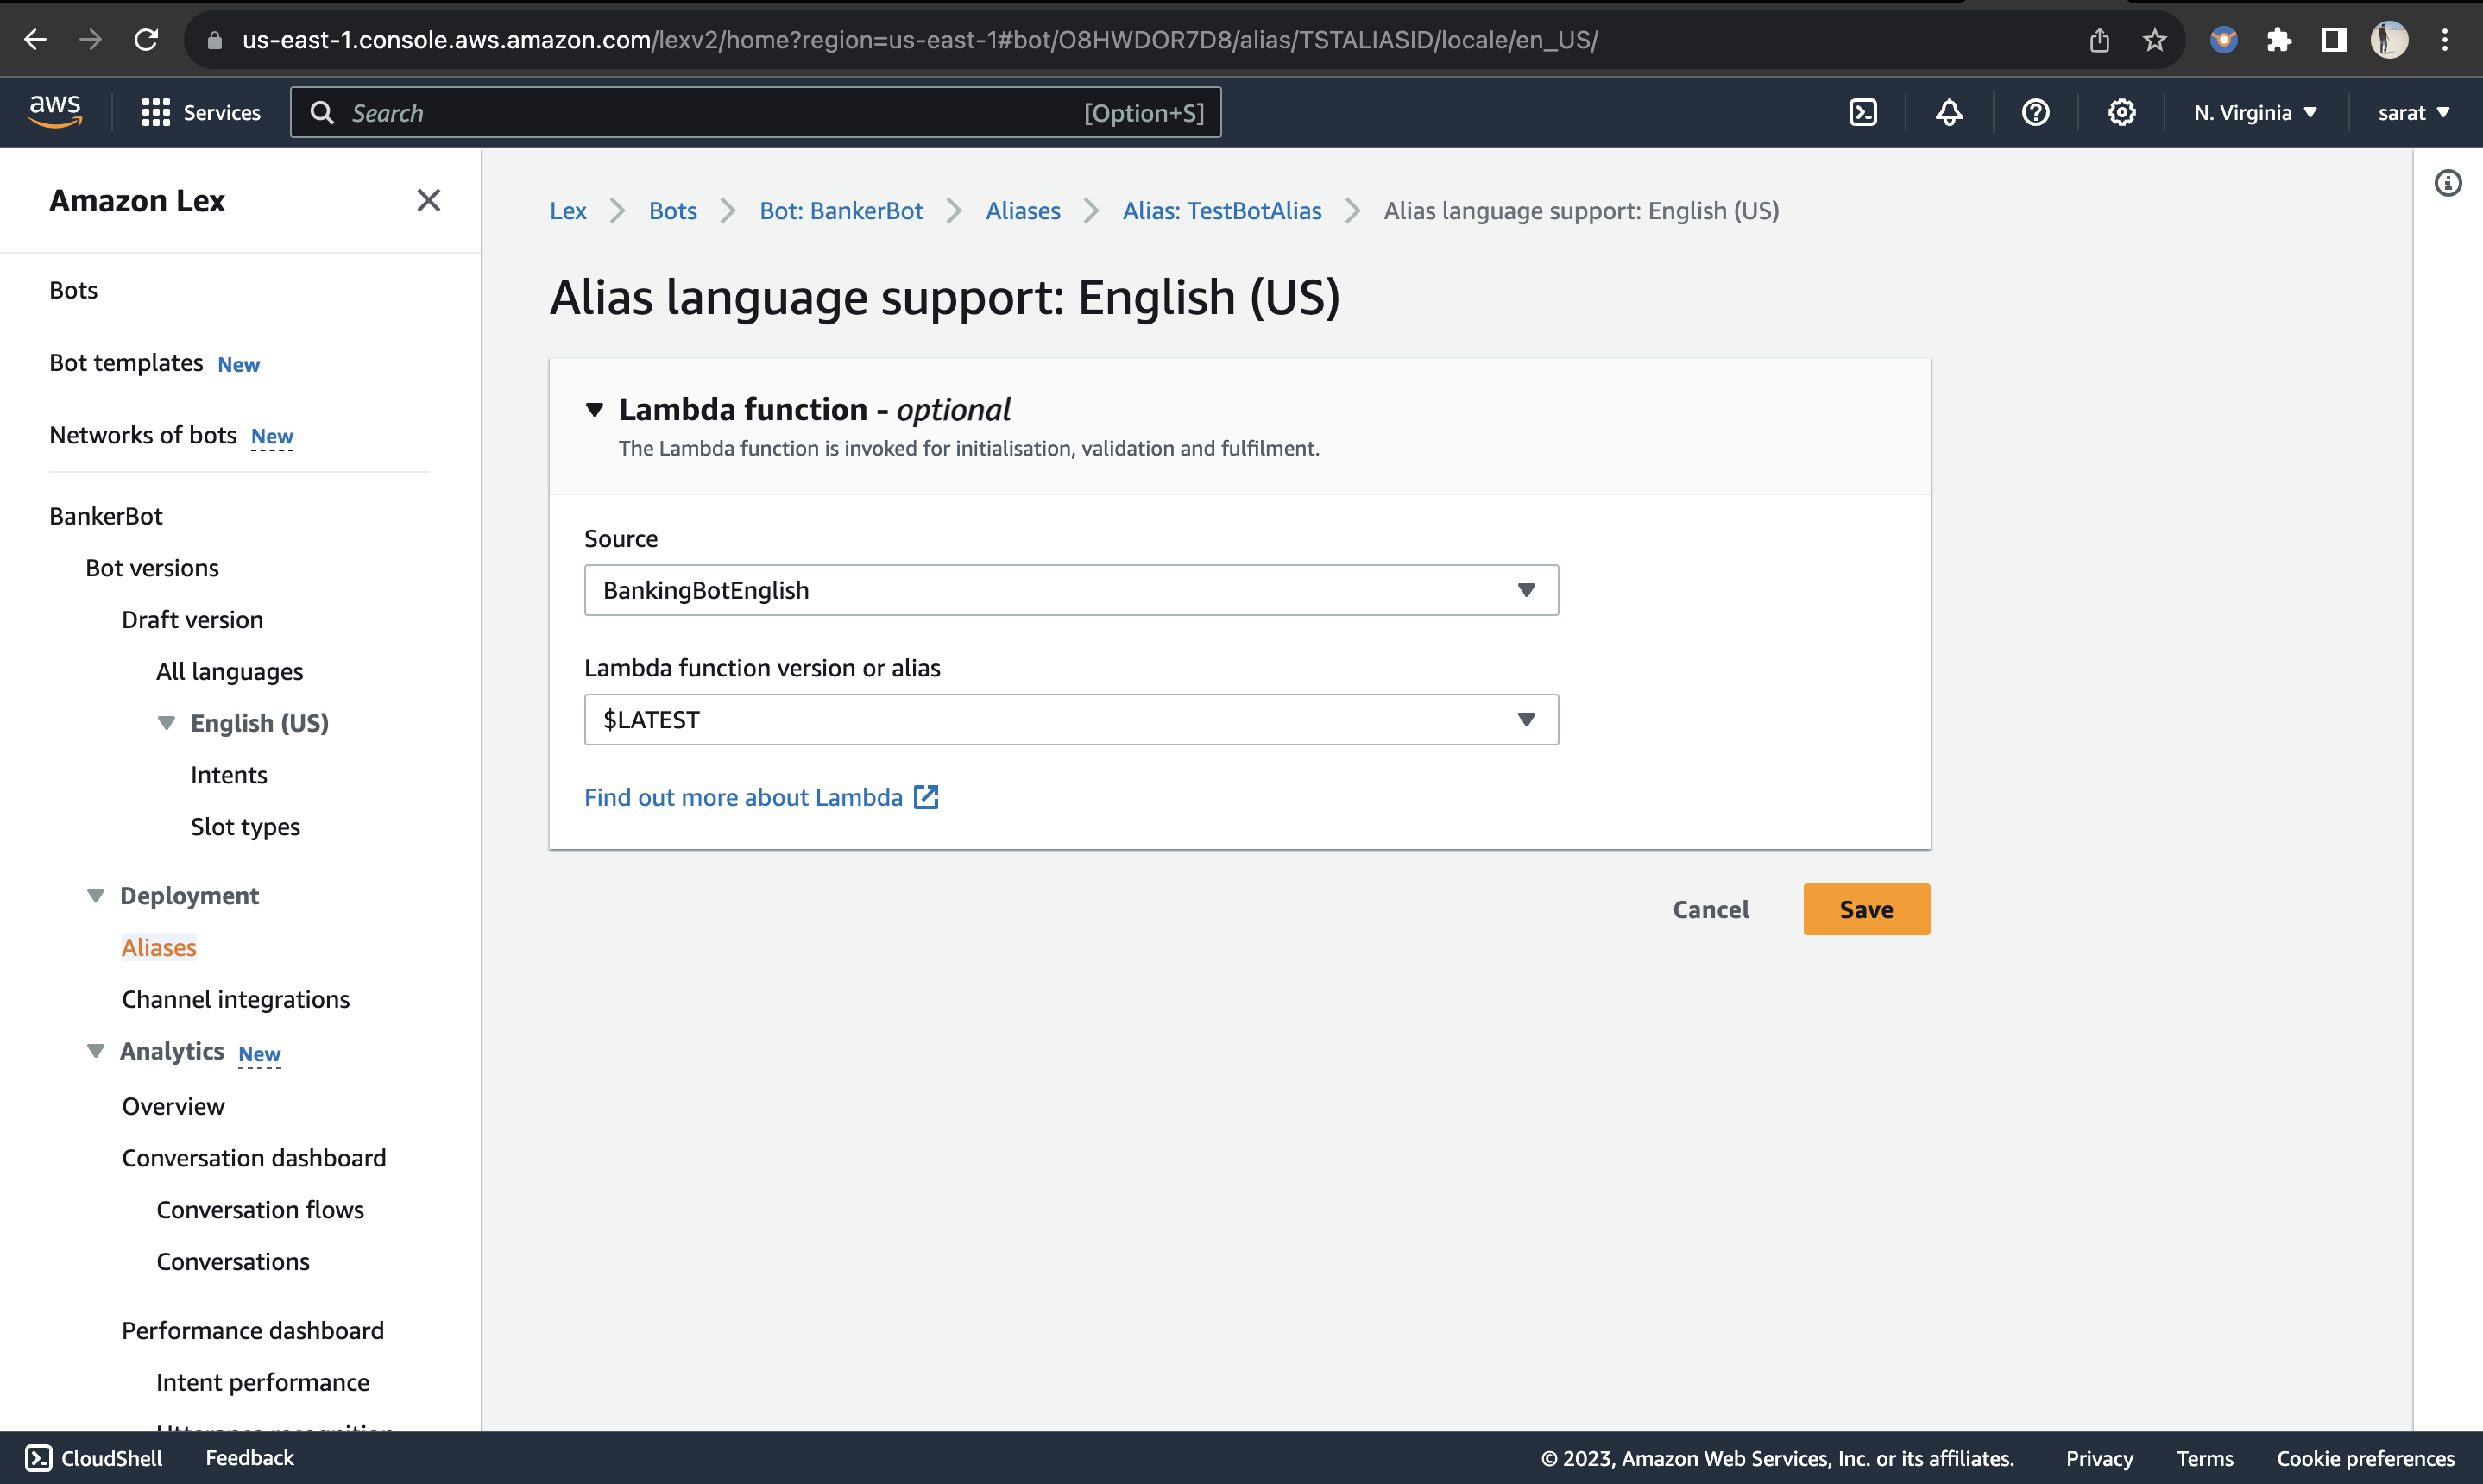 us-east-1.console.aws.amazon.com/lexv2/home?region=us-east-1#bot/O8HWDOR7D8/alias/TSTALIASID/locale/en_US/
aws
Services
Search
[Option+S]
N. Virginia
sarat
Amazon Lex
Bots
Bot templates New
Networks of bots New
BankerBot
Bot versions
Draft version
All languages
English (US)
Intents
Slot types
Deployment
Aliases
Channel integrations
Analytics New
Overview
Conversation dashboard
Conversation flows
Conversations
Performance dashboard
Intent performance
Lex
Bots
Bot: BankerBot
Aliases
Alias: TestBotAlias
Alias language support: English (US)
Alias language support: English (US)
Lambda function - optional
The Lambda function is invoked for initialisation, validation and fulfilment.
Source
BankingBotEnglish
Lambda function version or alias
$LATEST
Find out more about Lambda
Cancel
Save
CloudShell
Feedback
© 2023, Amazon Web Services, Inc. or its affiliates.
Privacy
Terms
Cookie preferences